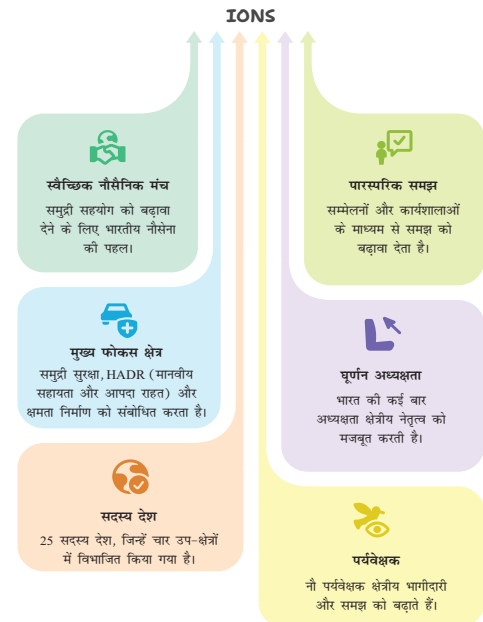 IONS
स्वैच्छिक नौसैनिक मंच
समुद्री सहयोग को बढ़ावा
देने के लिए भारतीय नौसेना
की पहल।
पारस्परिक समझ
सम्मेलनों और कार्यशालाओं
के माध्यम से समझ को
बढ़ावा देता है।
मुख्य फोकस क्षेत्र
समुद्री सुरक्षा, HADR (मानवीय
सहायता और आपदा राहत) और
क्षमता निर्माण को संबोधित करता है।
घूर्णन अध्यक्षता
भारत की कई बार
अध्यक्षता क्षेत्रीय नेतृत्व को
मजबूत करती है।
सदस्य देश
25 सदस्य देश, जिन्हें चार उप-क्षेत्रों
में विभाजित किया गया है।
पर्यवेक्षक
नौ पर्यवेक्षक क्षेत्रीय भागीदारी
और समझ को बढ़ाते हैं।